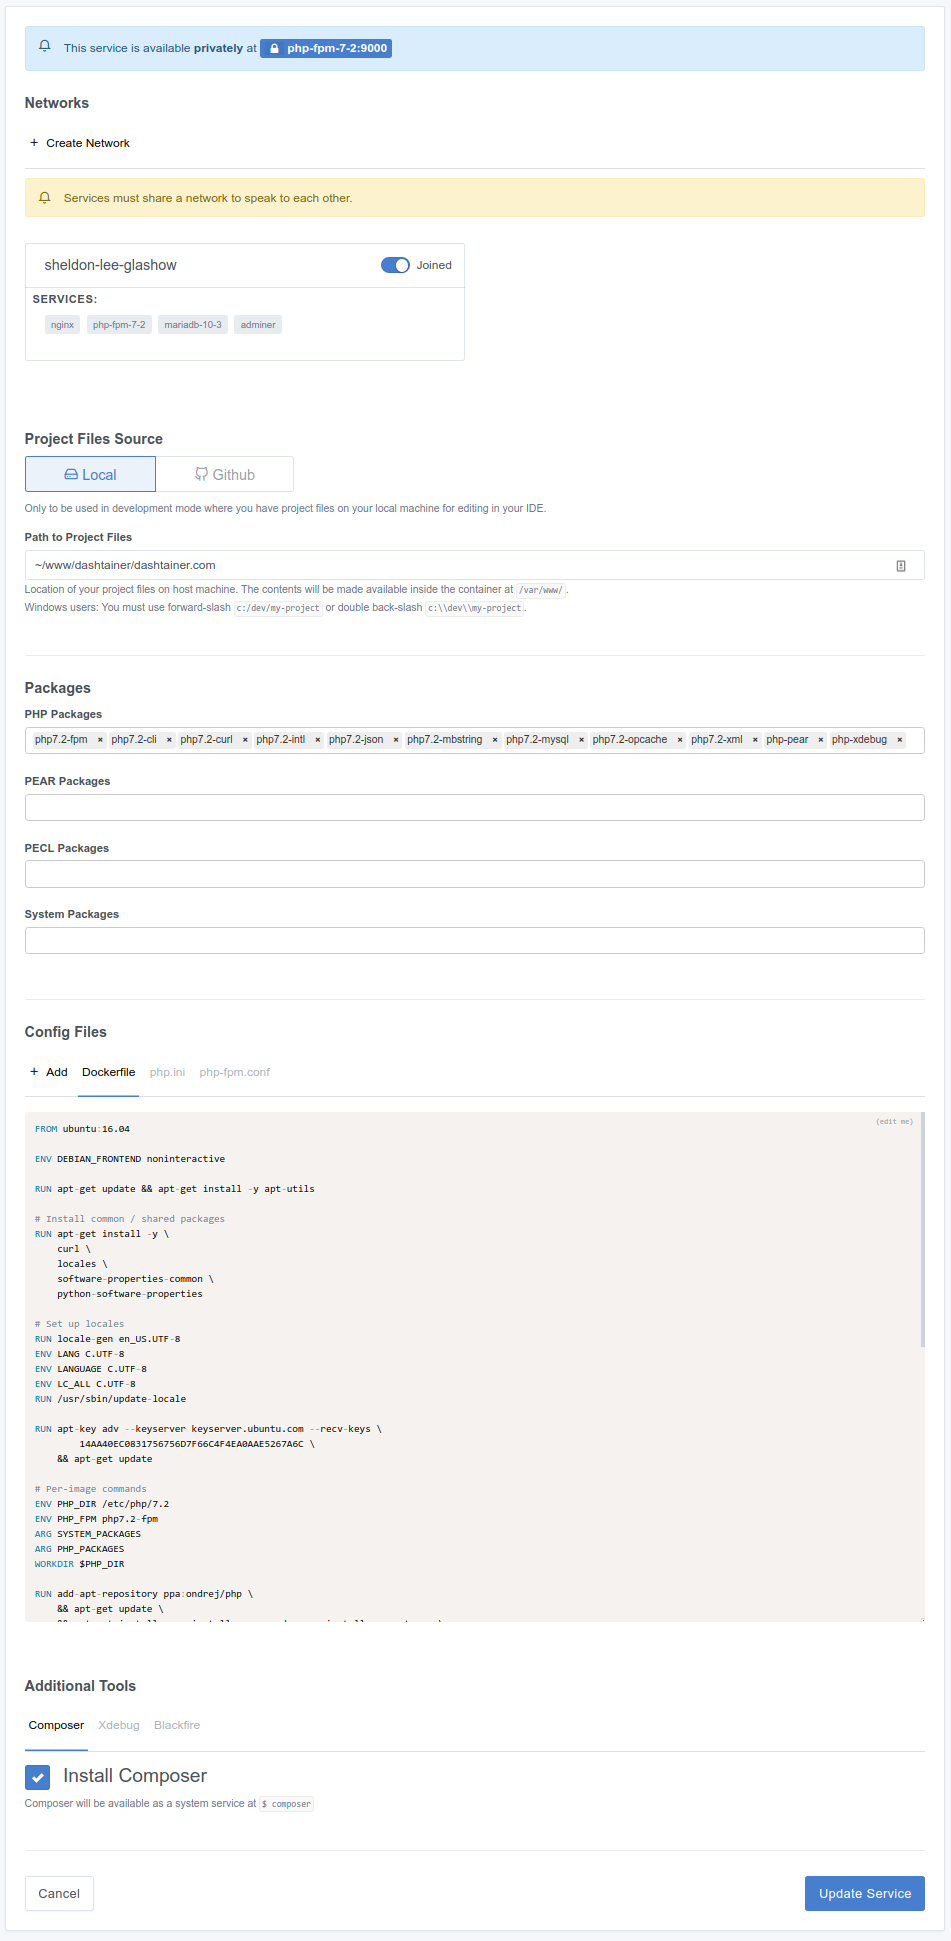 This service is available privately at php-fpm-7-2:9000
Networks
+ Create Network
Services must share a network to speak to each other.
sheldon-lee-glashow Joined
SERVICES:
nginx php-fpm-7-2 mariadb-10-3 adminer
Project Files Source
Local Github
Only to be used in development mode where you have project files on your local machine for editing in your IDE.
Path to Project Files
~/www/dashtainer/dashtainer.com
Location of your project files on host machine. The contents will be made available inside the container at /var/www/.
Windows users: You must use forward-slash c:/dev/my-project or double back-slash c:\\dev\\my-project.
Packages
PHP Packages
php7.2-fpm × php7.2-cli × php7.2-curl × php7.2-intl × php7.2-json × php7.2-mbstring × php7.2-mysql × php7.2-opcache × php7.2-xml × php-pear × php-xdebug ×
PEAR Packages
PECL Packages
System Packages
Config Files
+ Add Dockerfile php.ini php-fpm.conf
(edit me)
FROM ubuntu:16.04
ENV DEBIAN_FRONTEND noninteractive
RUN apt-get update && apt-get install -y apt-utils
# Install common / shared packages
RUN apt-get install -y \
curl \
locales \
software-properties-common \
python-software-properties
# Set up locales
RUN locale-gen en_US.UTF-8
ENV LANG C.UTF-8
ENV LANGUAGE C.UTF-8
ENV LC_ALL C.UTF-8
RUN /usr/sbin/update-locale
RUN apt-key adv --keyserver keyserver.ubuntu.com --recv-keys \
14AA40EC0831756756D7F66C4F4EA0AAE5267A6C \
&& apt-get update
# Per-image commands
ENV PHP_DIR /etc/php/7.2
ENV PHP_FPM php7.2-fpm
ARG SYSTEM_PACKAGES
ARG PHP_PACKAGES
WORKDIR $PHP_DIR
RUN add-apt-repository ppa:ondrej/php \
&& apt-get update \
Additional Tools
Composer Xdebug Blackfire
Install Composer
Composer will be available as a system service at $ composer
Cancel Update Service